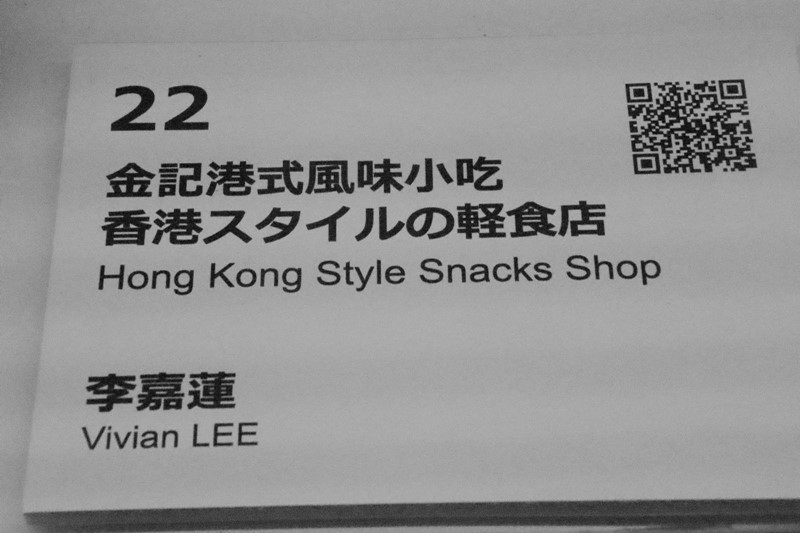 22
金記港式風味小吃
香港スタイルの軽食店
Hong Kong Style Snacks Shop
李嘉蓮
Vivian LEE